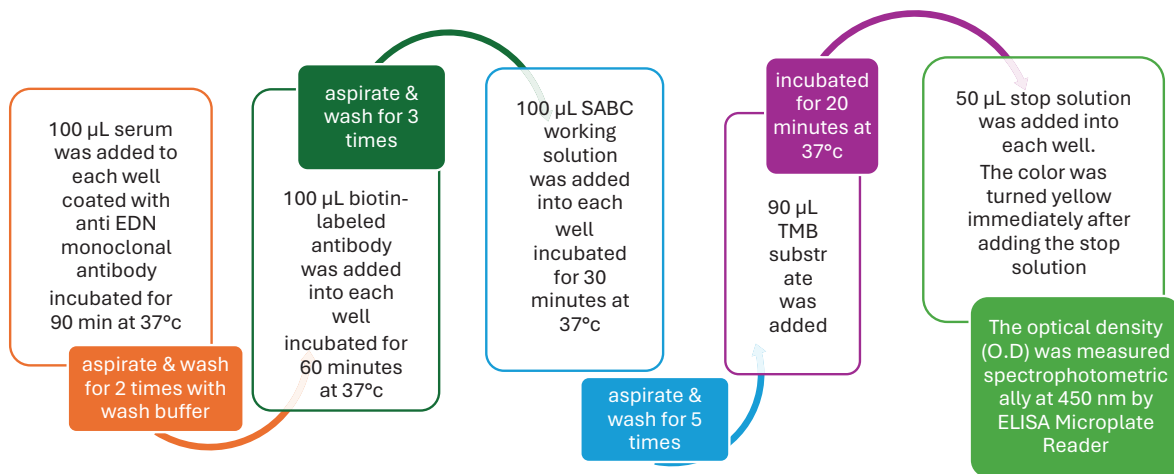 100 µL serum
was added to
each well
coated with
anti EDN
monoclonal
antibody
incubated for
90 min at 37°c
aspirate & wash
for 2 times with
wash buffer
aspirate &
wash for 3
times
100 µL biotin-
labeled
antibody
was added
into each
well
incubated for
60 minutes
at 37°c
100 µL SABC
working
solution
was added
into each
well
incubated
for 30
minutes at
37°c
aspirate &
wash for 5
times
incubated
for 20
minutes at
37°c
90 µL
TMB
substr
ate
was
added
50 µL stop solution
was added into
each well.
The color was
turned yellow
immediately after
adding the stop
solution
The optical density
(O.D) was measured
spectrophotometric
ally at 450 nm by
ELISA Microplate
Reader